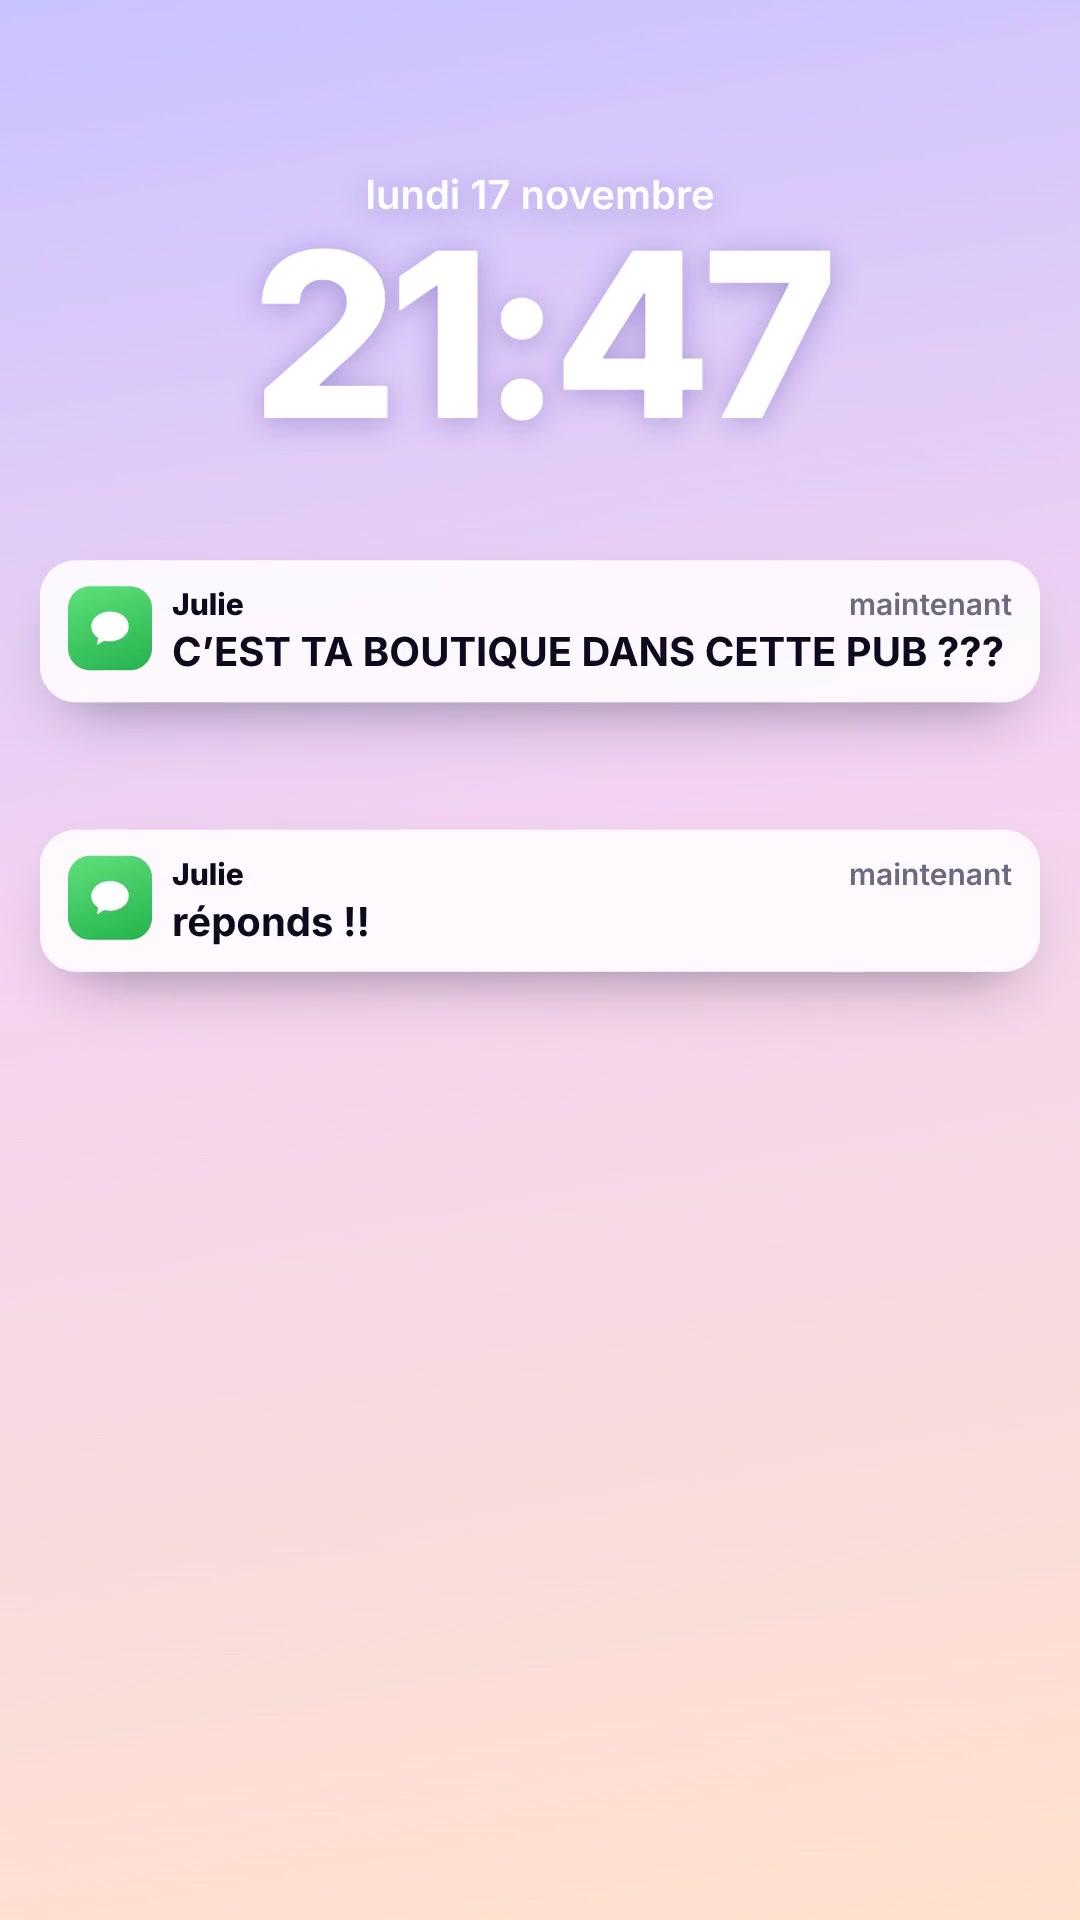 lundi 17 novembre
21:47
Julie
maintenant
C’EST TA BOUTIQUE DANS CETTE PUB ???
Julie
maintenant
réponds !!